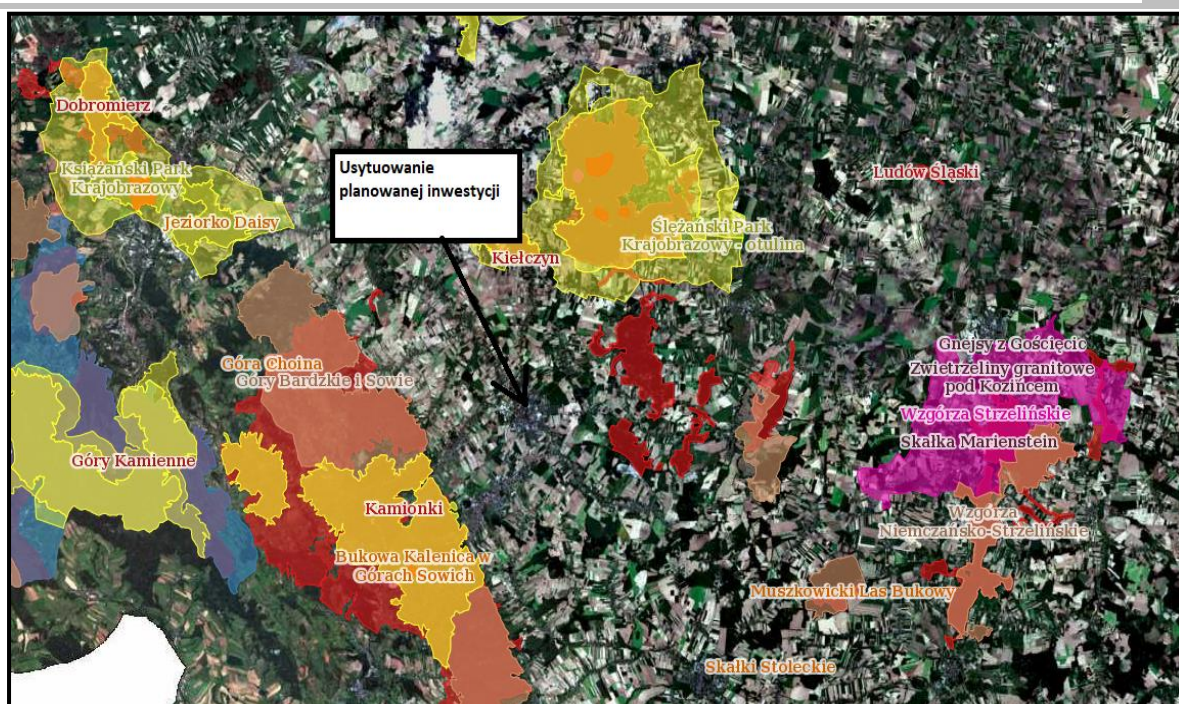 Dobromierz
Książański Park
Krajobrazowy
Jeziorko Daisy
Usytuowanie
planowanej inwestycji
Ludów Śląski
Ślężański Park
Krajobrazowy - otulina
Kiełczyn
Góra Choina
Góry Bardzkie i Sowie
Gnejsy z Gościęcic
Zwietrzeliny granitowe
pod Kozińcem
Wzgórza Strzelińskie
Skałka Marienstein
Góry Kamienne
Kamionki
Wzgórza
Niemczańsko-Strzelińskie
Bukowa Kalenica w
Górach Sowich
Muszkowicki Las Bukowy
Skałki Stoleckie